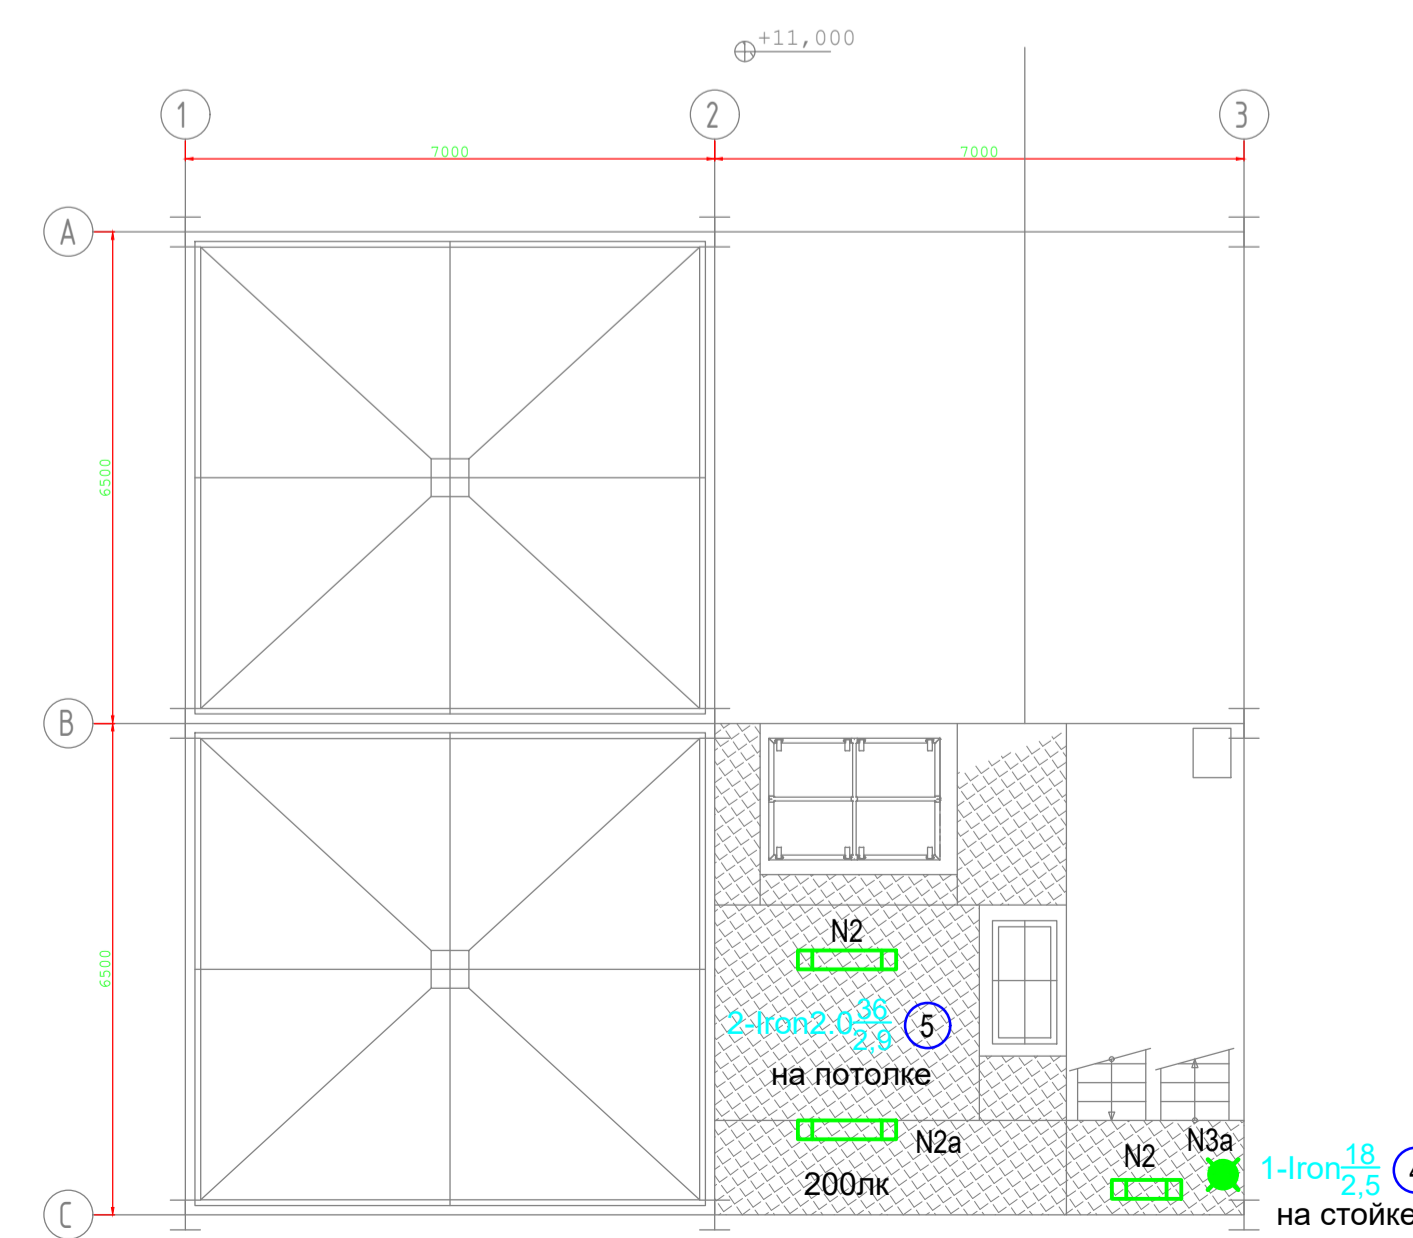 +11,000
1
2
3
7000
7000
A
6500
B
N2
2-Iron2.0 36/2,9
5
на потолке
6500
N2a
N2
N3a
1-Iron 18/2,5
200лк
на стойке
C